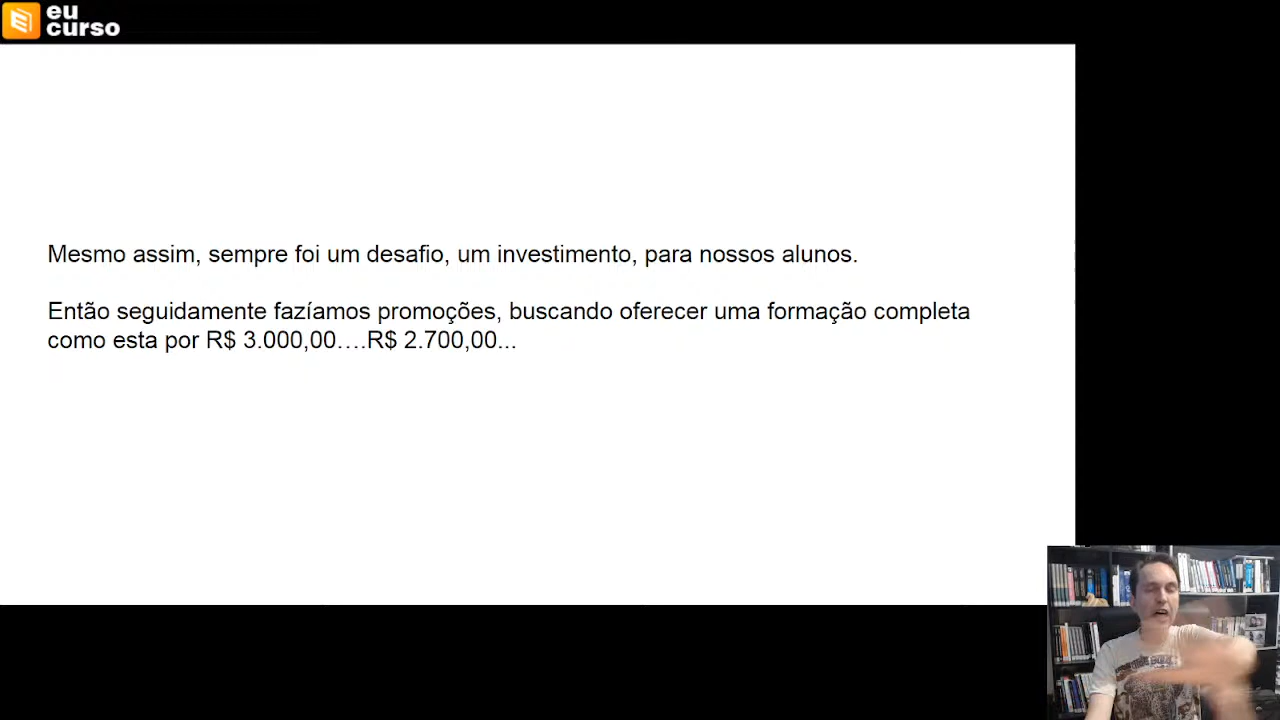 eu
curso
Mesmo assim, sempre foi um desafio, um investimento, para nossos alunos.
Então seguidamente fazíamos promoções, buscando oferecer uma formação completa
como esta por R$ 3.000,00….R$ 2.700,00...